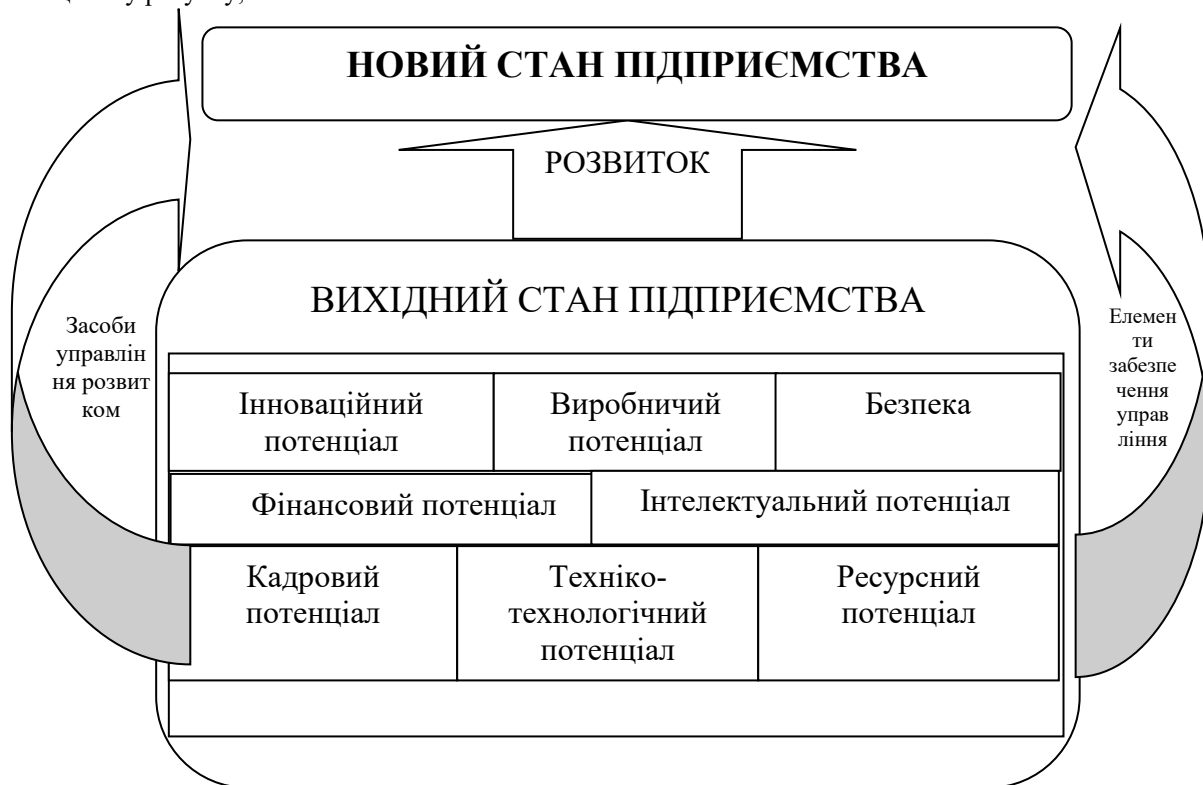 НОВИЙ СТАН ПІДПРИЄМСТВА
РОЗВИТОК
ВИХІДНИЙ СТАН ПІДПРИЄМСТВА
Засоби
управлін
ня розвит
ком
Елемен
ти
забезпе
чення
управ
ління
Інноваційний
потенціал
Виробничий
потенціал
Безпека
Фінансовий потенціал
Інтелектуальний потенціал
Кадровий
потенціал
Техніко-
технологічний
потенціал
Ресурсний
потенціал